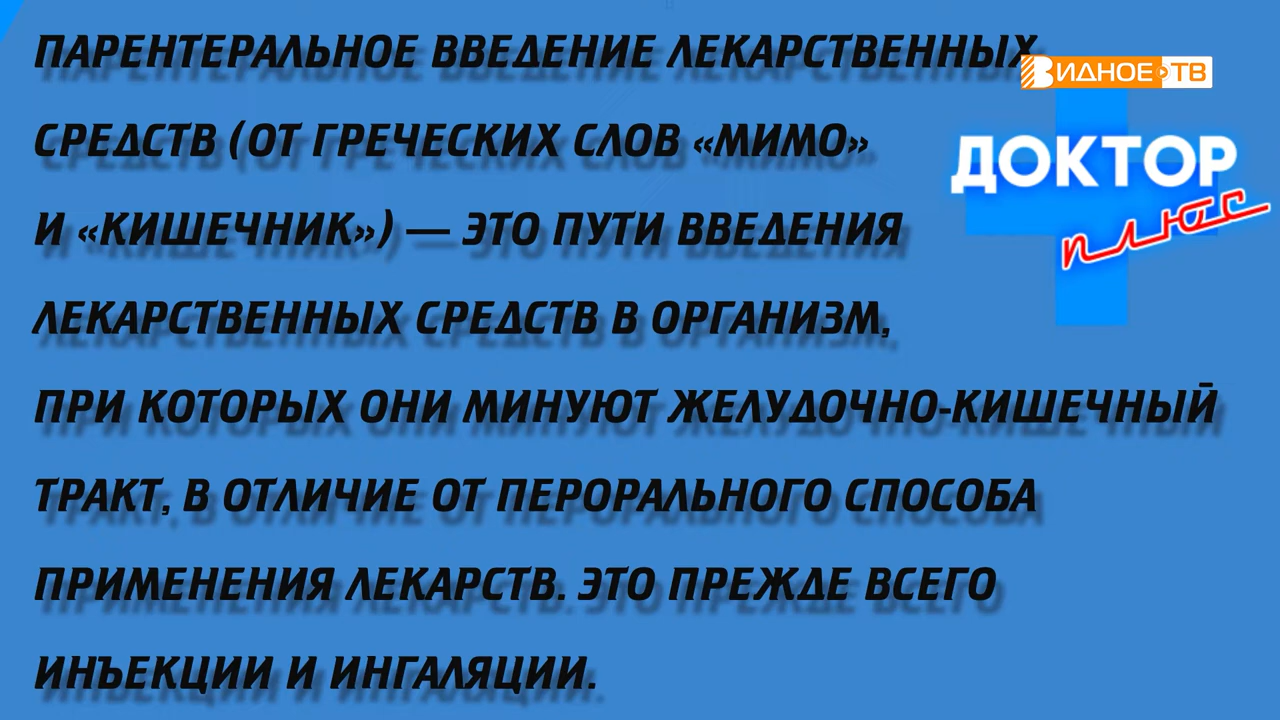 ПАРЕНТЕРАЛЬНОЕ ВВЕДЕНИЕ ЛЕКАРСТВЕННЫХ
ВИДНОЕ ТВ
СРЕДСТВ (ОТ ГРЕЧЕСКИХ СЛОВ «МИМО»
ДОКТОР
плюс
И «КИШЕЧНИК») — ЭТО ПУТИ ВВЕДЕНИЯ
ЛЕКАРСТВЕННЫХ СРЕДСТВ В ОРГАНИЗМ,
ПРИ КОТОРЫХ ОНИ МИНУЮТ ЖЕЛУДОЧНО-КИШЕЧНЫЙ
ТРАКТ, В ОТЛИЧИЕ ОТ ПЕРОРАЛЬНОГО СПОСОБА
ПРИМЕНЕНИЯ ЛЕКАРСТВ. ЭТО ПРЕЖДЕ ВСЕГО
ИНЪЕКЦИИ И ИНГАЛЯЦИИ.